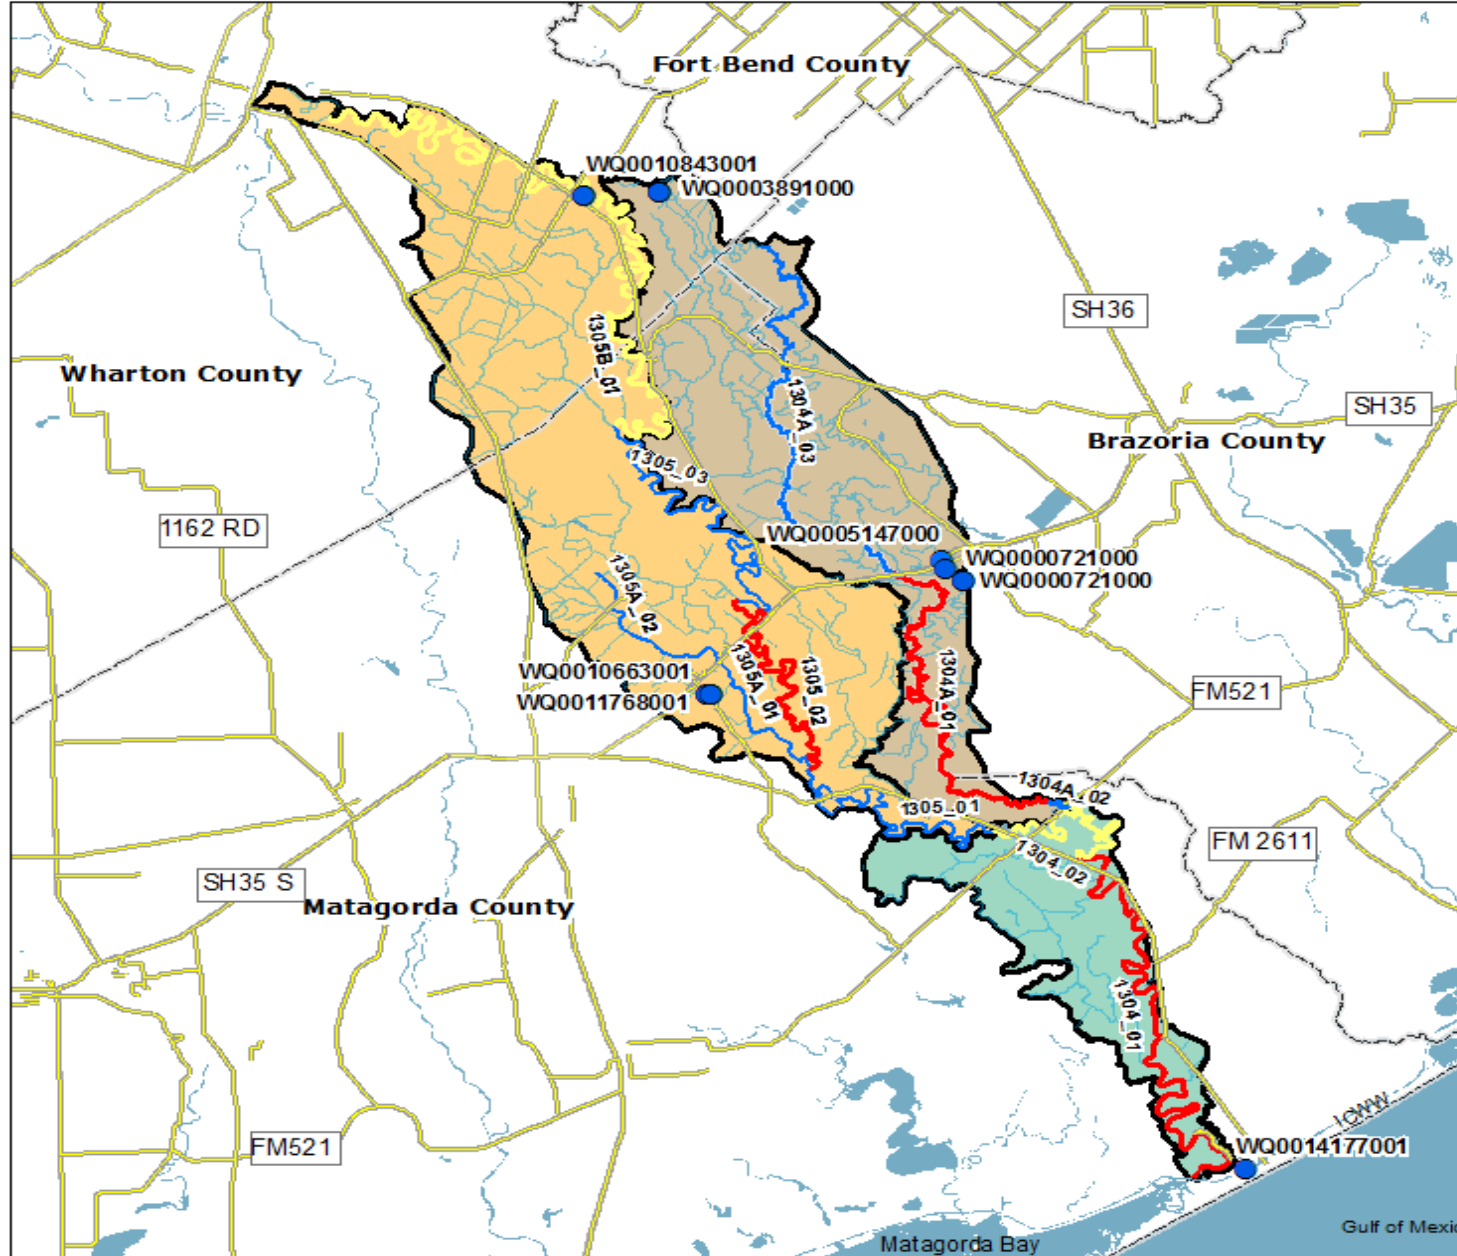 Fort Bend County
WQ0010843001
WQ0003891000
SH36
1305B_01
Wharton County
1304A_03
SH35
Brazoria County
1305_03
1162 RD
WQ0005147000
WQ0000721000
WQ0000721000
1305A_02
WQ0010663001
WQ0011768001
1305A_01
1305_02
1304A_01
FM521
1304A_02
1305_01
FM 2611
1304_02
SH35 S
Matagorda County
1304_01
ICWW
FM521
WQ0014177001
Gulf of Mexic
Matagorda Bay